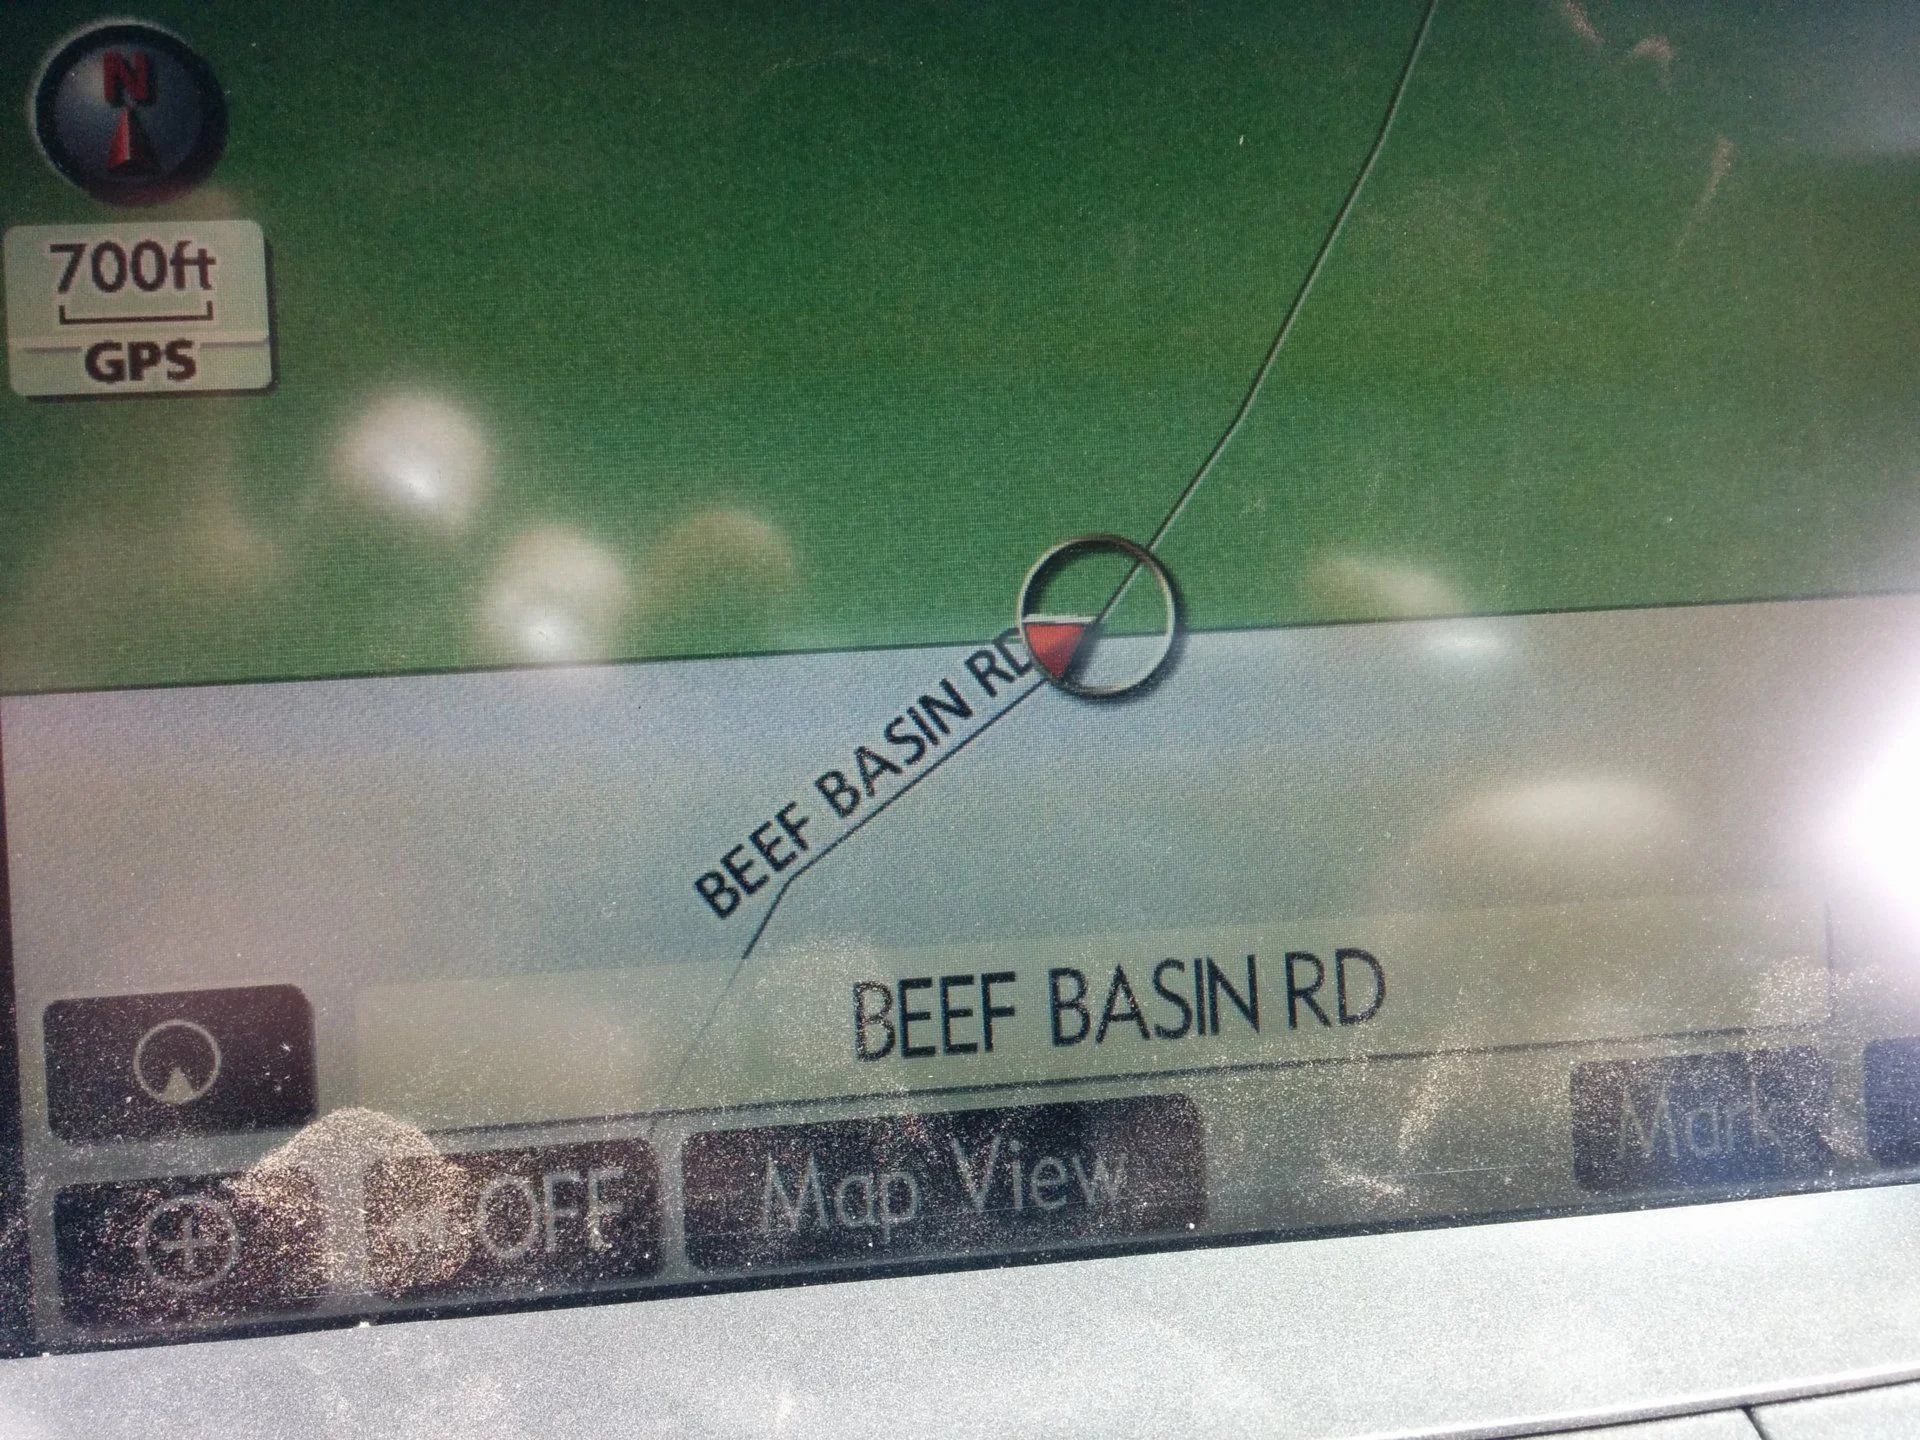 N
700ft
GPS
BEEF BASIN RD
BEEF BASIN RD
OFF
Map View
Mark